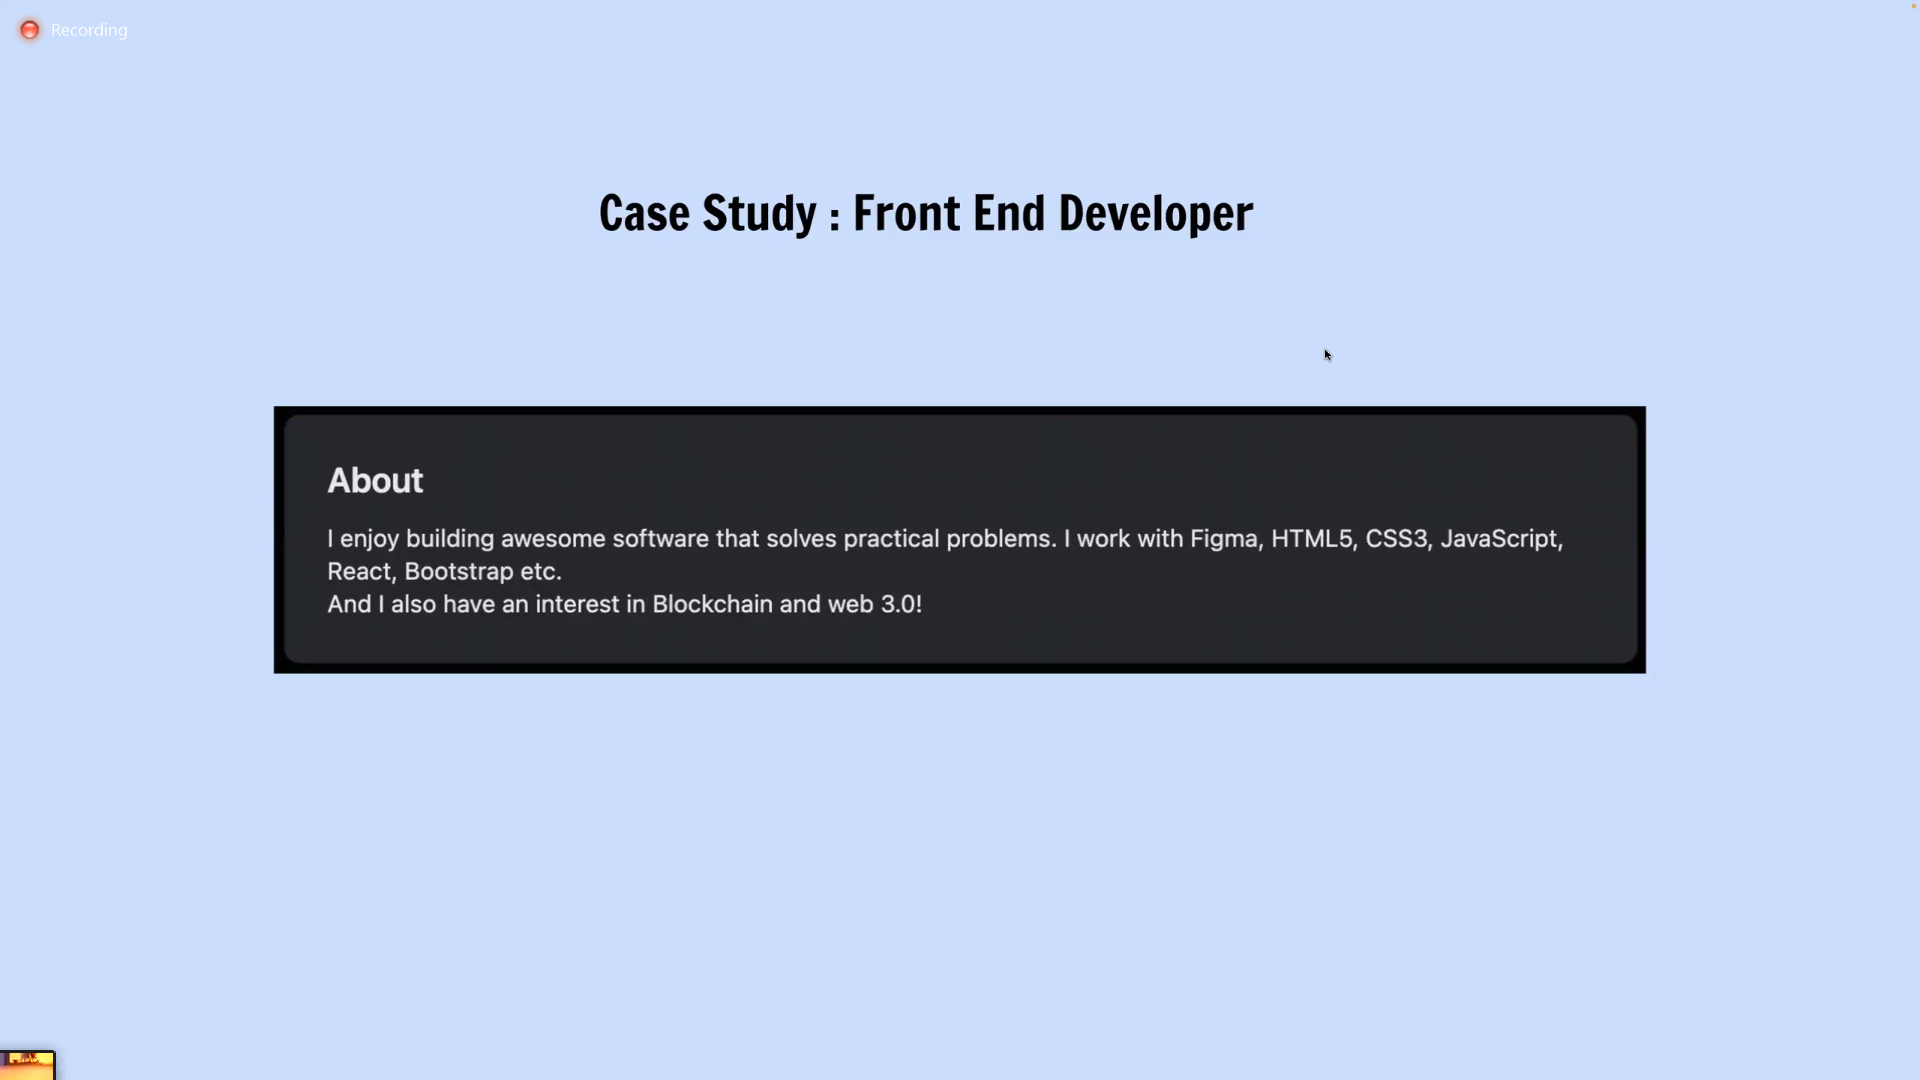 Recording
Case Study : Front End Developer
About
I enjoy building awesome software that solves practical problems. I work with Figma, HTML5, CSS3, JavaScript,
React, Bootstrap etc.
And I also have an interest in Blockchain and web 3.0!